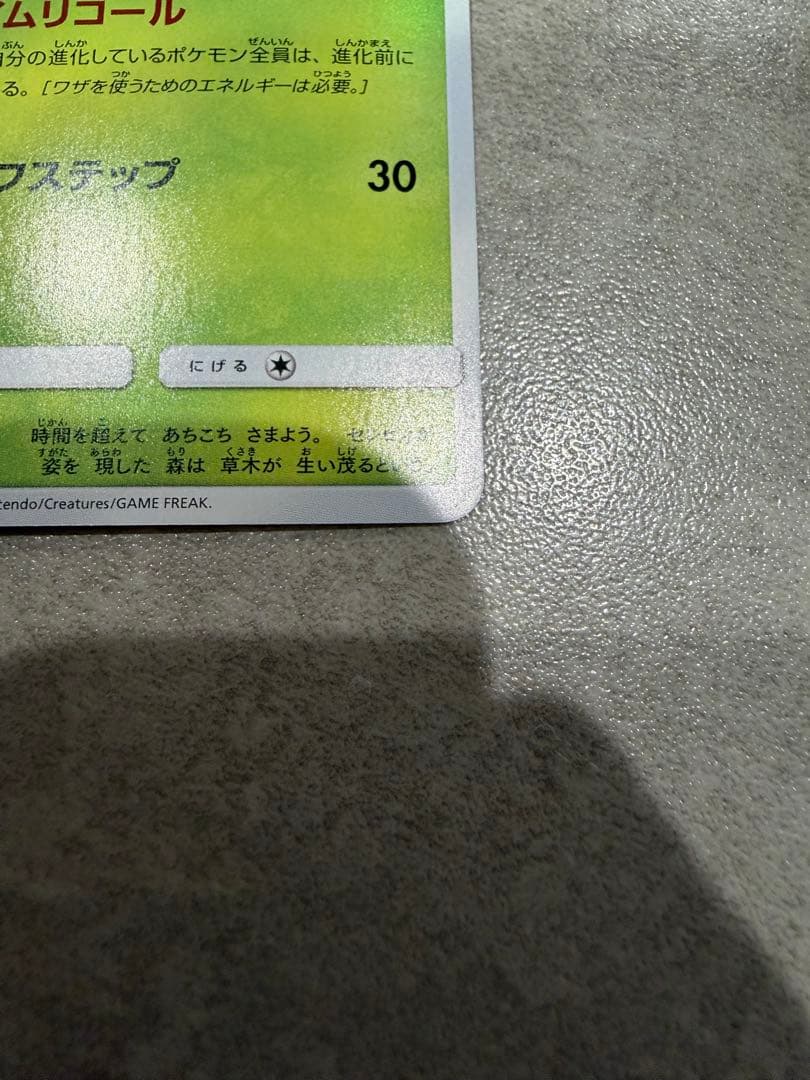 ムリコール
自分の進化しているポケモン全員は、進化前に
る。[ワザを使うためのエネルギーは必要。]
フステップ 30
にげる
時間を超えて あちこち さまよう。
姿を 現した 森は 草木が 生い茂るという。
tendo/Creatures/GAME FREAK.